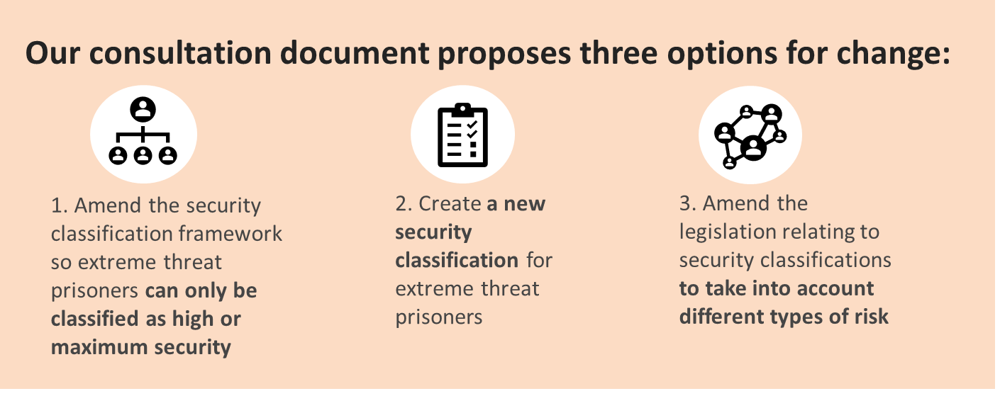 Our consultation document proposes three options for change:
1. Amend the security
classification framework
so extreme threat
prisoners can only be
classified as high or
maximum security
2. Create a new
security
classification for
extreme threat
prisoners
3. Amend the
legislation relating to
security classifications
to take into account
different types of risk